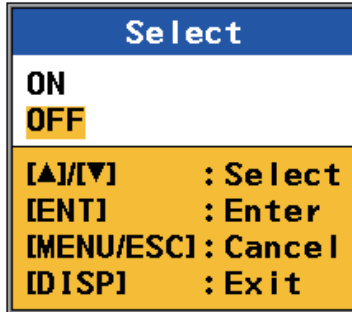 Select
ON
OFF
[▲]/[▼] :Select
[ENT] :Enter
[MENU/ESC]:Cancel
[DISP] :Exit